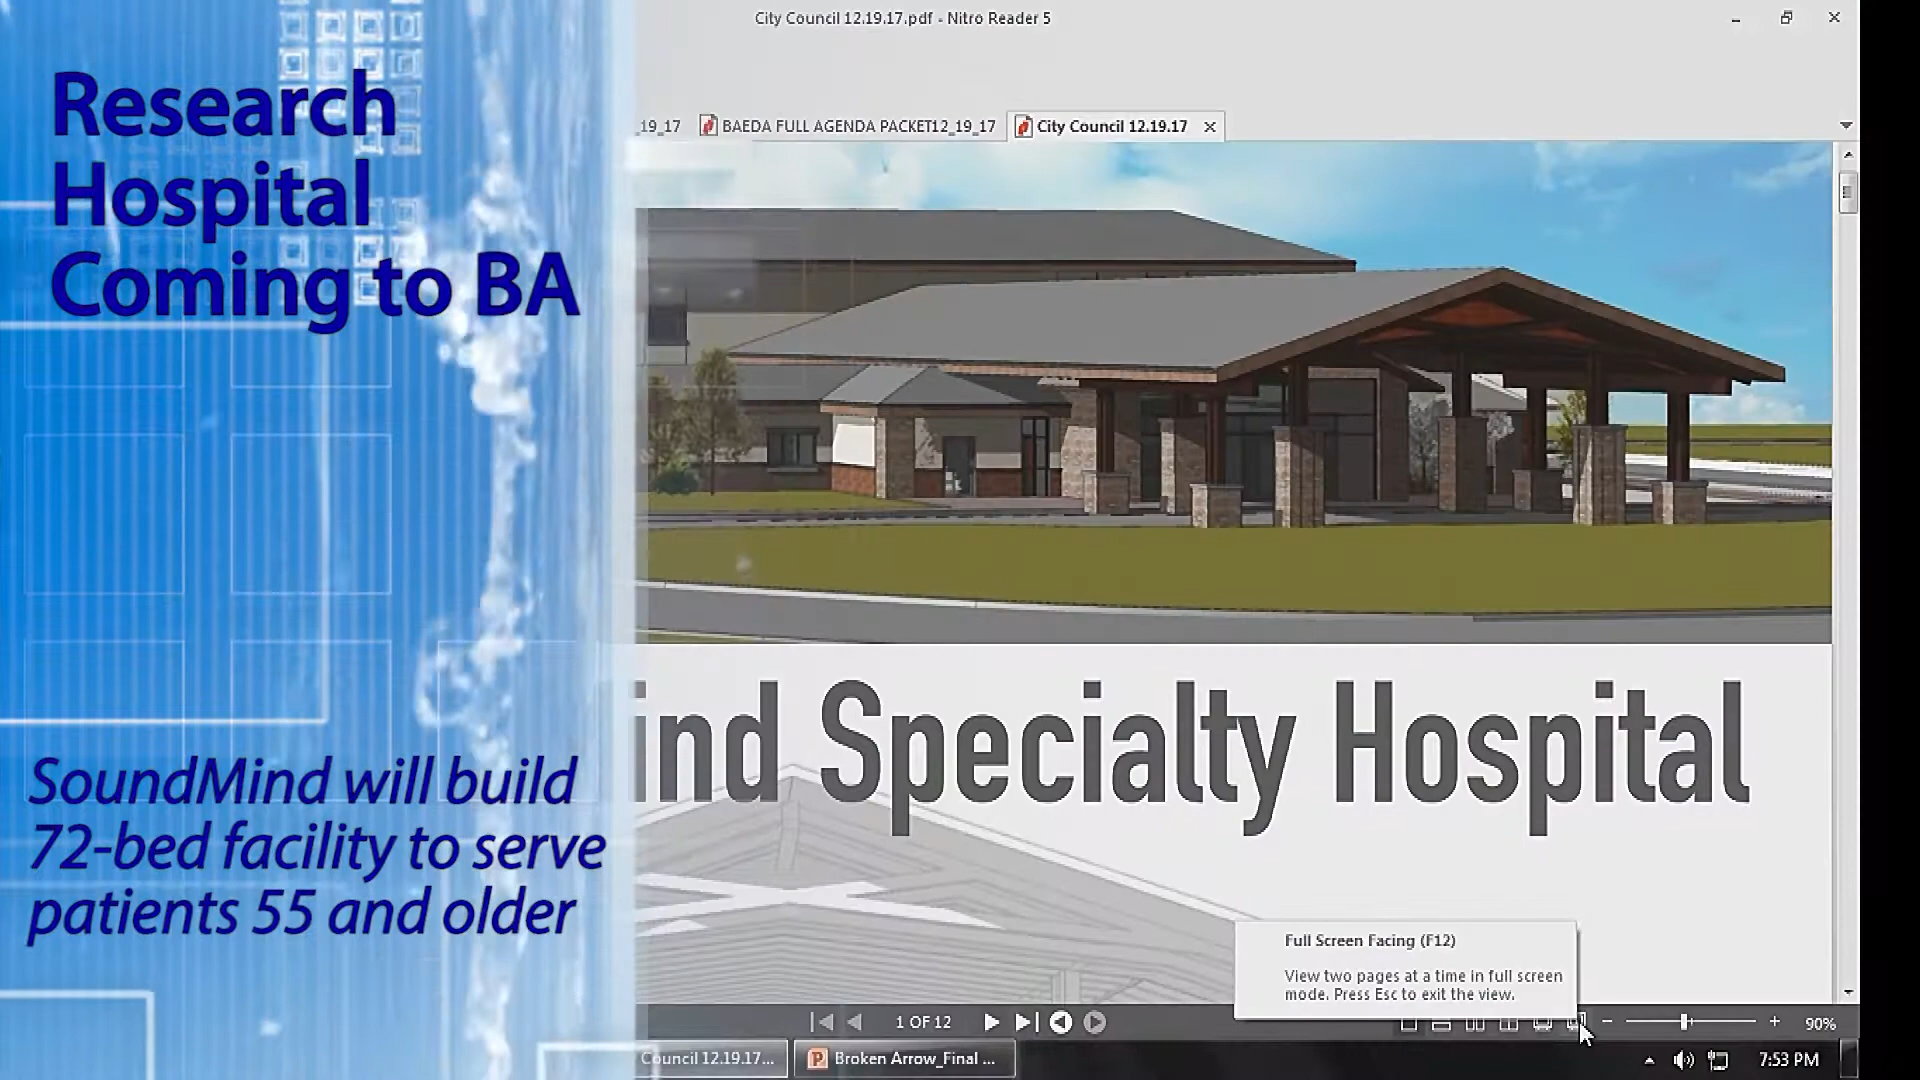 City Council 12.19.17.pdf - Nitro Reader 5
Research
Hospital
Coming to BA
_19_17
BAEDA FULL AGENDA PACKET12_19_17
City Council 12.19.17
ind Specialty Hospital
SoundMind will build
72-bed facility to serve
patients 55 and older
Full Screen Facing (F12)
View two pages at a time in full screen
mode. Press Esc to exit the view.
1 OF 12
90%
Council 12.19.17...
Broken Arrow_Final ...
7:53 PM